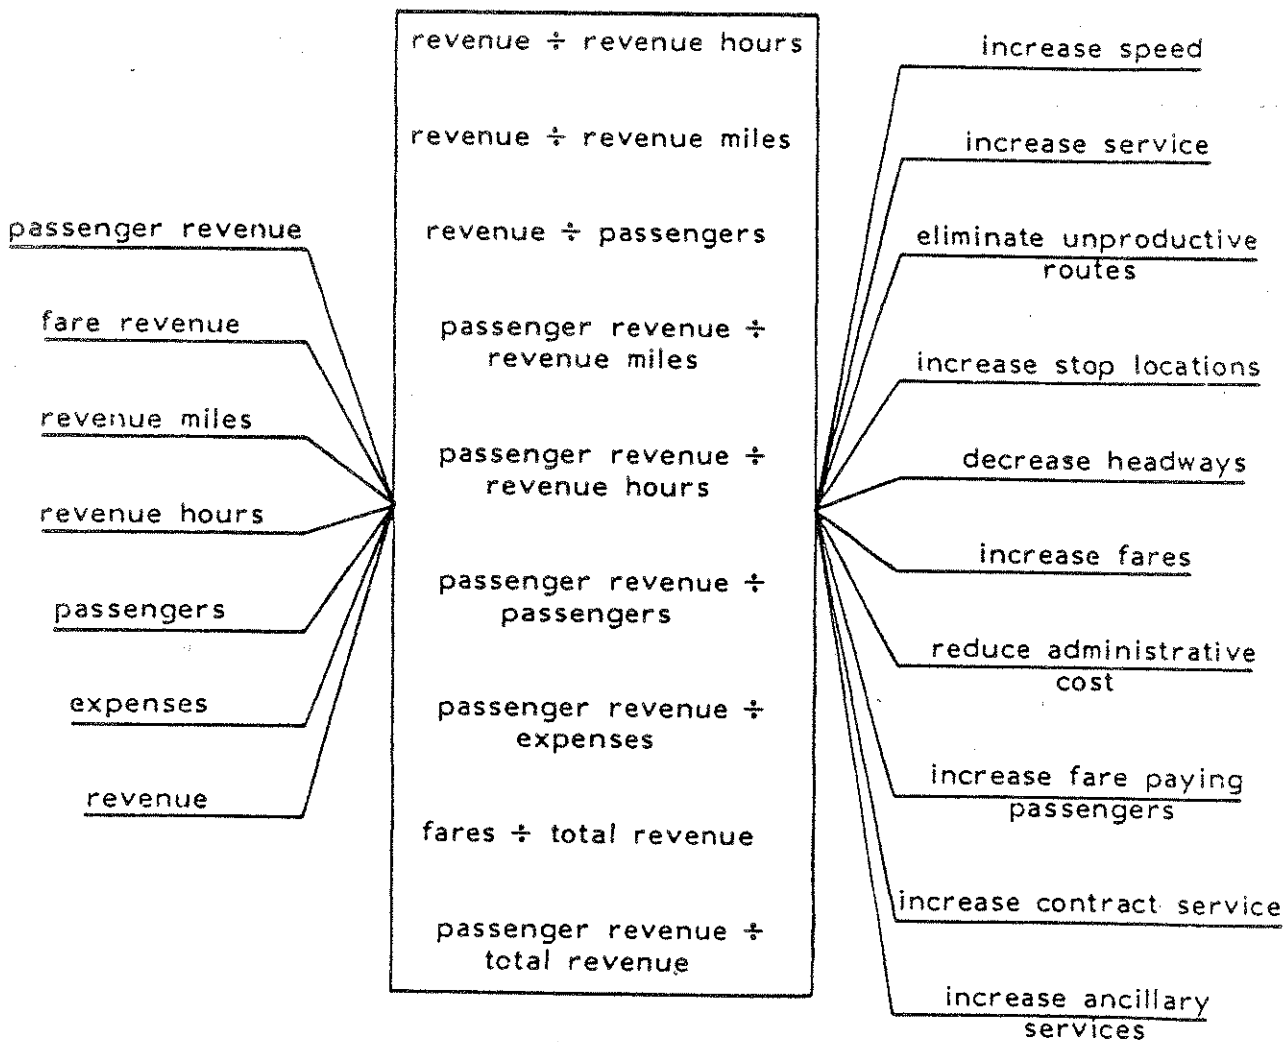 passenger revenue
fare revenue
revenue miles
revenue hours
passengers
expenses
revenue
revenue ÷ revenue hours
revenue ÷ revenue miles
revenue ÷ passengers
passenger revenue ÷
revenue miles
passenger revenue ÷
revenue hours
passenger revenue ÷
passengers
passenger revenue ÷
expenses
fares ÷ total revenue
passenger revenue ÷
total revenue
increase speed
increase service
eliminate unproductive
routes
increase stop locations
decrease headways
increase fares
reduce administrative
cost
increase fare paying
passengers
increase contract service
increase ancillary
services